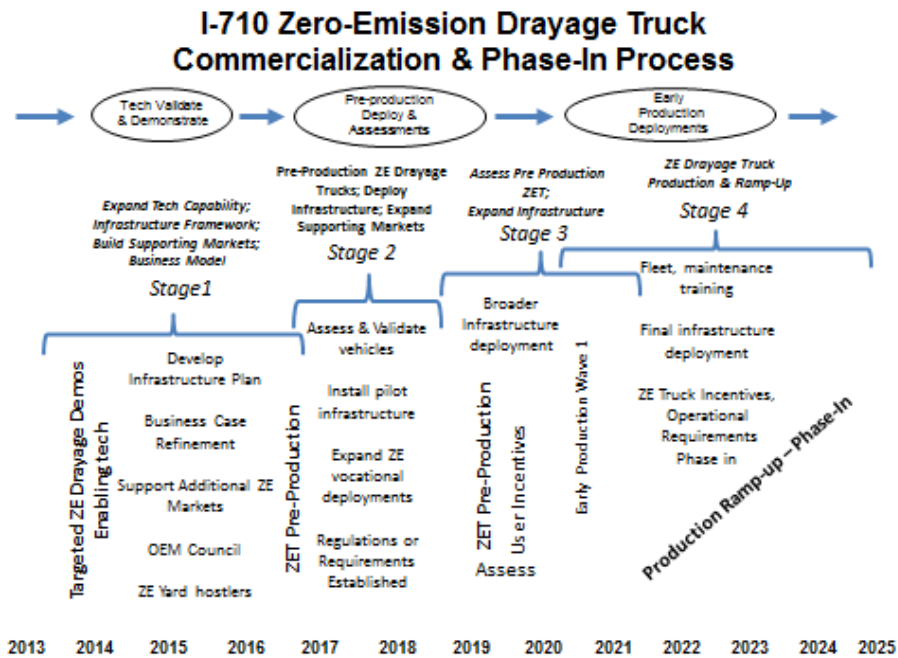 I-710 Zero-Emission Drayage Truck
Commercialization & Phase-In Process
Tech Validate
& Demonstrate
Pre-production
Deploy &
Assessments
Early
Production
Deployments
Expand Tech Capability;
Infrastructure Framework;
Build Supporting Markets;
Business Model
Stage1
Pre-Production ZE Drayage
Trucks; Deploy
Infrastructure; Expand
Supporting Markets
Stage 2
Assess Pre Production
ZET;
Expand Infrastructure
Stage 3
ZE Drayage Truck
Production & Ramp-Up
Stage 4
Targeted ZE Drayage Demos
Enabling tech
Develop
Infrastructure Plan
Business Case
Refinement
Support Additional ZE
Markets
OEM Council
ZE Yard hostlers
ZET Pre-Production
Assess & Validate
vehicles
Install pilot
infrastructure
Expand ZE
vocational
deployments
Regulations or
Requirements
Established
Broader
Infrastructure
deployment
ZET Pre-Production
User Incentives
Assess
Early Production Wave 1
Fleet, maintenance
training
Final infrastructure
deployment
ZE Truck Incentives,
Operational
Requirements
Phase in
Production Ramp-up – Phase-In
2013 2014 2015 2016 2017 2018 2019 2020 2021 2022 2023 2024 2025